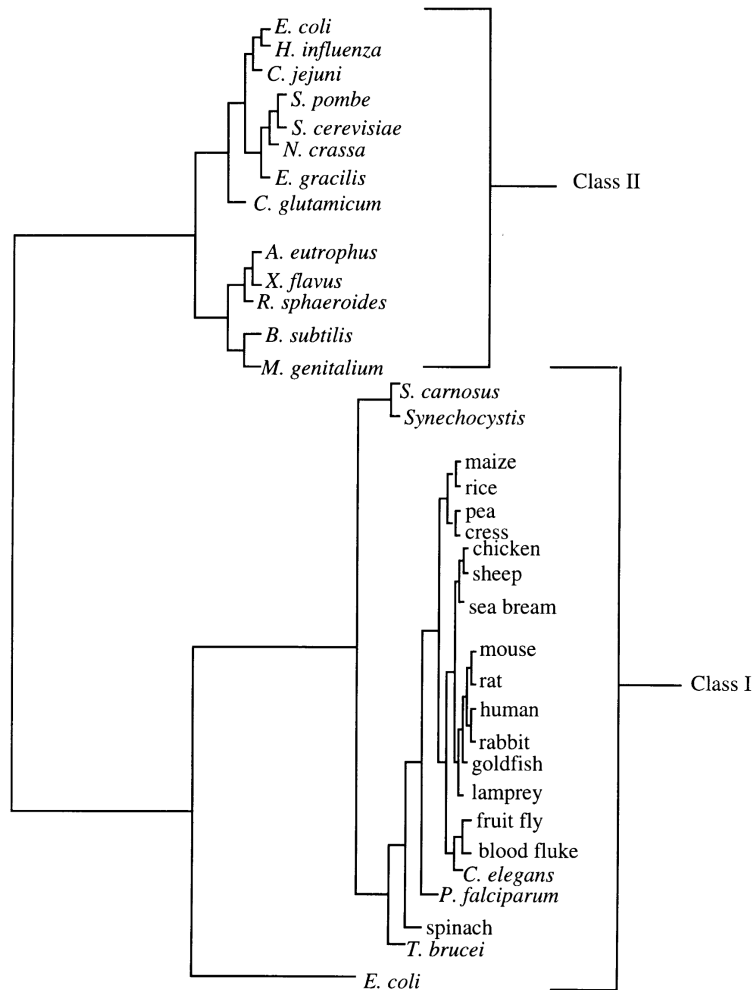 E. coli
H. influenza
C. jejuni
S. pombe
S. cerevisiae
N. crassa
E. gracilis
Class II
C. glutamicum
A. eutrophus
X. flavus
R. sphaeroides
B. subtilis
M. genitalium
S. carnosus
Synechocystis
maize
rice
pea
cress
chicken
sheep
sea bream
mouse
rat
Class I
human
rabbit
goldfish
lamprey
fruit fly
blood fluke
C. elegans
P. falciparum
spinach
T. brucei
E. coli